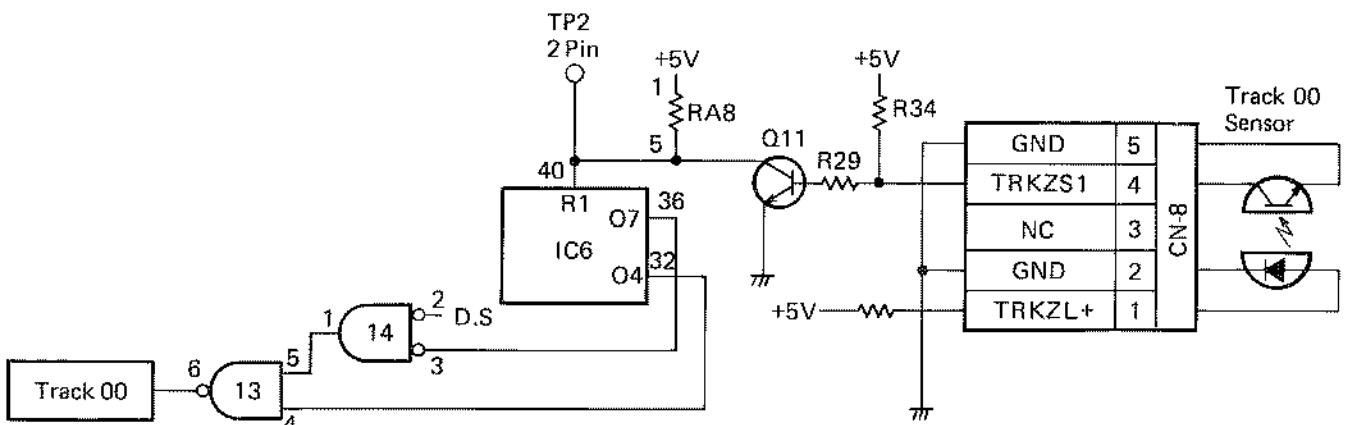 TP2
2 Pin
+5V
1
RA8
5
+5V
R34
Q11
R29
Track 00
Sensor
GND 5
TRKZS1 4
NC 3
GND 2
TRKZL+ 1
CN-8
+5V
40
R1
O7
36
IC6
O4
32
2
D.S
1
14
3
5
6
13
4
Track 00